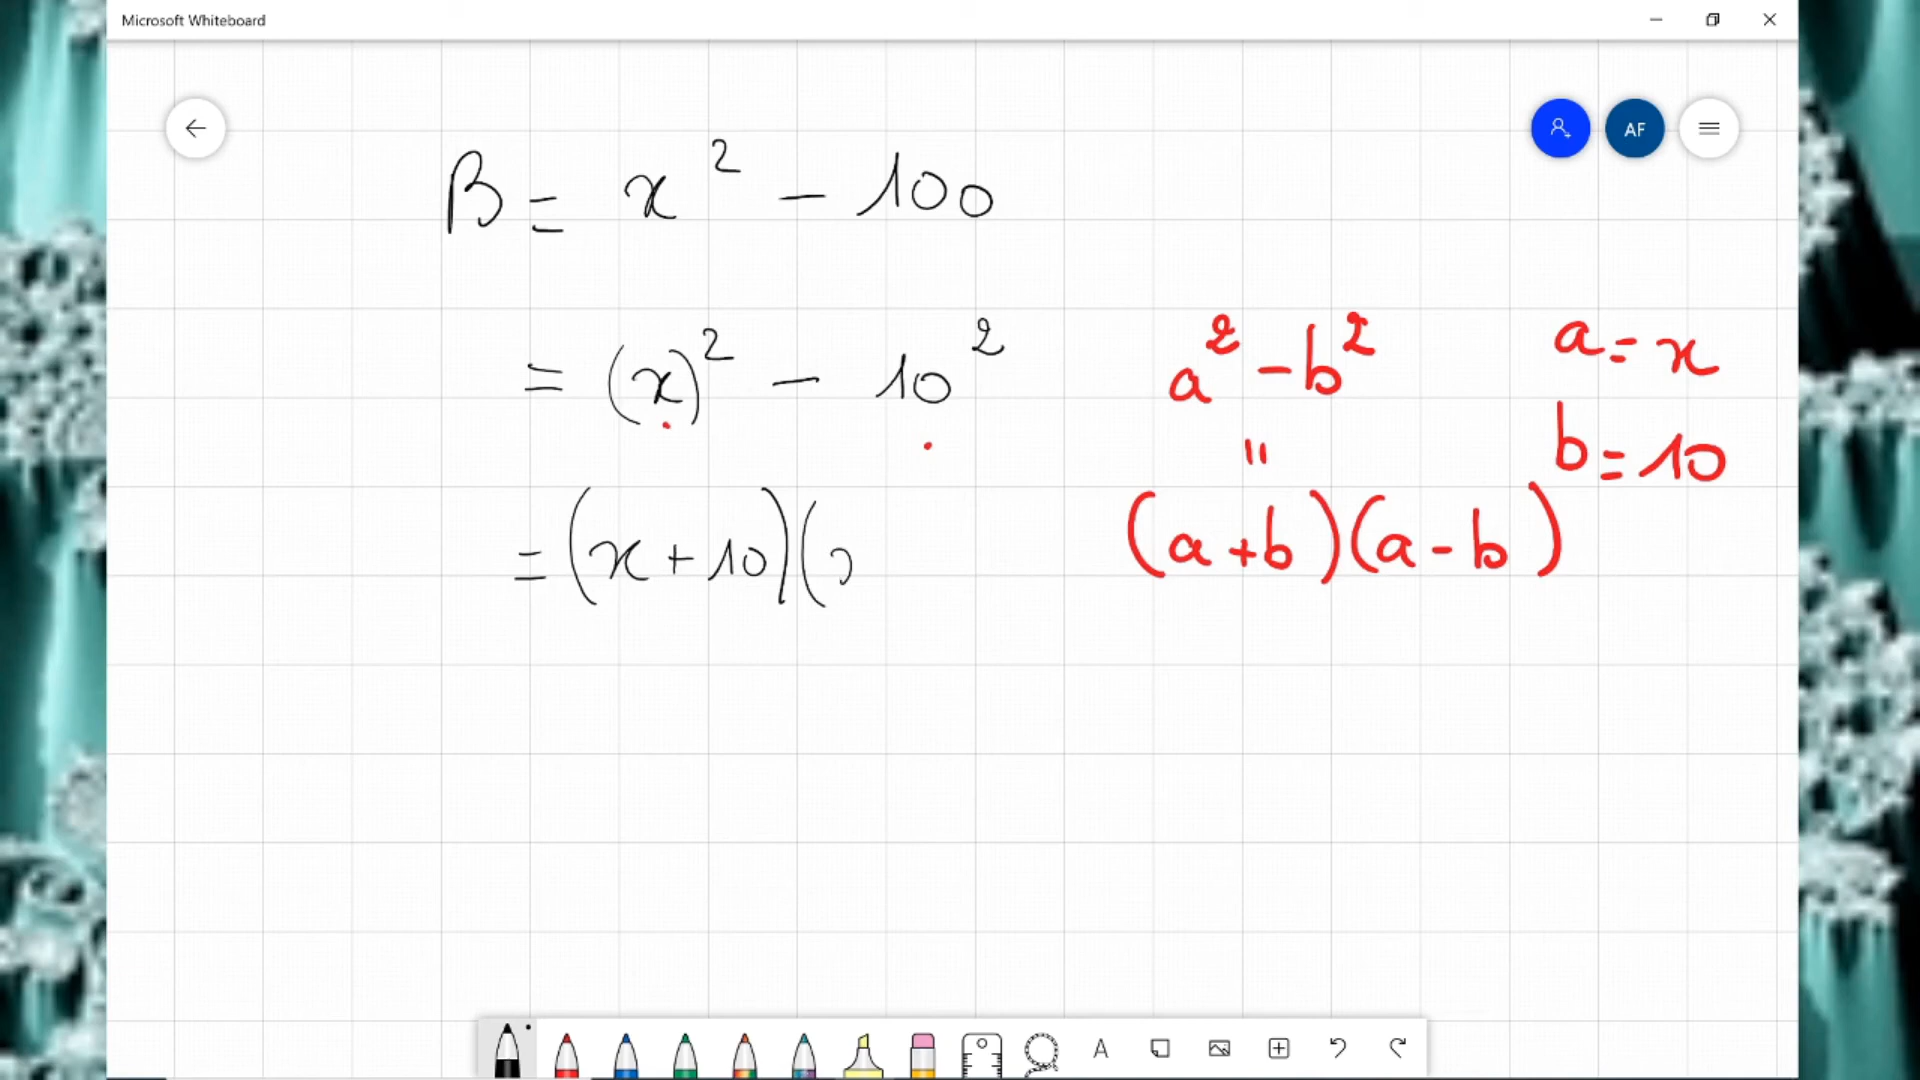 Microsoft Whiteboard
AF
B = x² - 100
= (x)² - 10²
= (x + 10)(
a² - b²
"
(a + b)(a - b)
a = x
b = 10
A